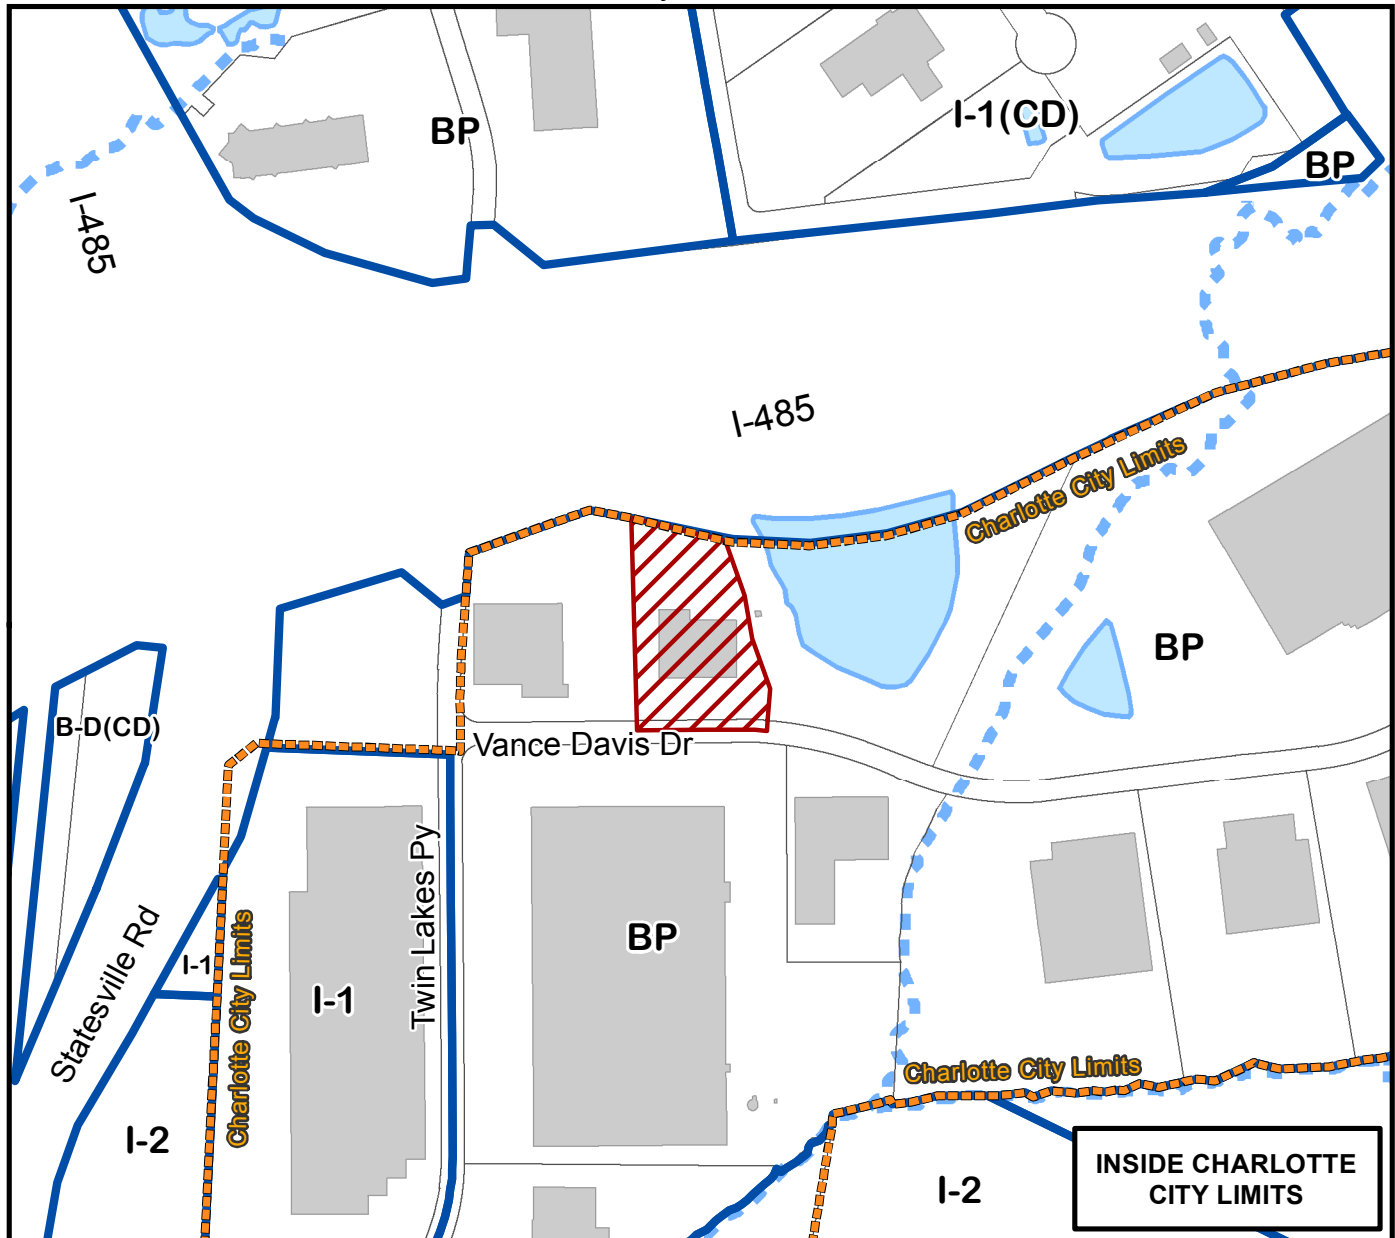 I-1(CD)
BP
BP
I-485
I-485
Charlotte City Limits
BP
B-D(CD)
Vance Davis Dr
Twin Lakes Py
BP
Statesville Rd
I-1
Charlotte City Limits
I-1
Charlotte City Limits
I-2
INSIDE CHARLOTTE
CITY LIMITS
I-2